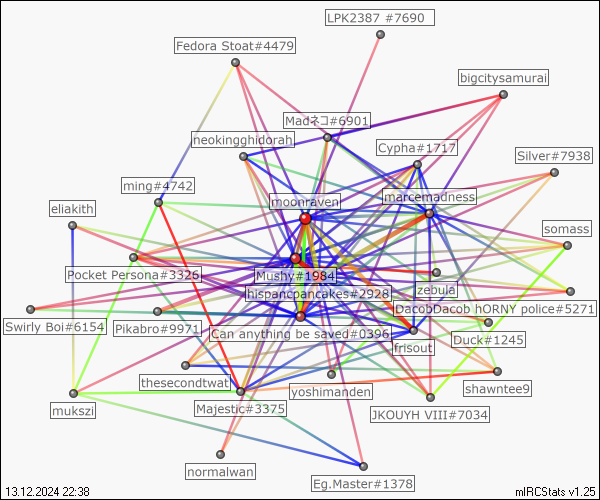 LPK2387 #7690
Fedora Stoat#4479
bigcitysamurai
Madネコ#6901
neokingghidorah
Cypha#1717
Silver#7938
ming#4742
moonraven
marcemadness
eliakith
somass
Pocket Persona#3326
Mushy#1984
zebula
hispancpancakes#2928
DacobDacob hORNY police#5271
Swirly Boi#6154
Pikabro#9971
Can anything be saved#0396
Duck#1245
frisout
thesecondtwat
yoshimanden
shawntee9
mukszi
Majestic#3375
JKOUYH VIII#7034
normalwan
Eg.Master#1378
13.12.2024 22:38
mIRCStats v1.25